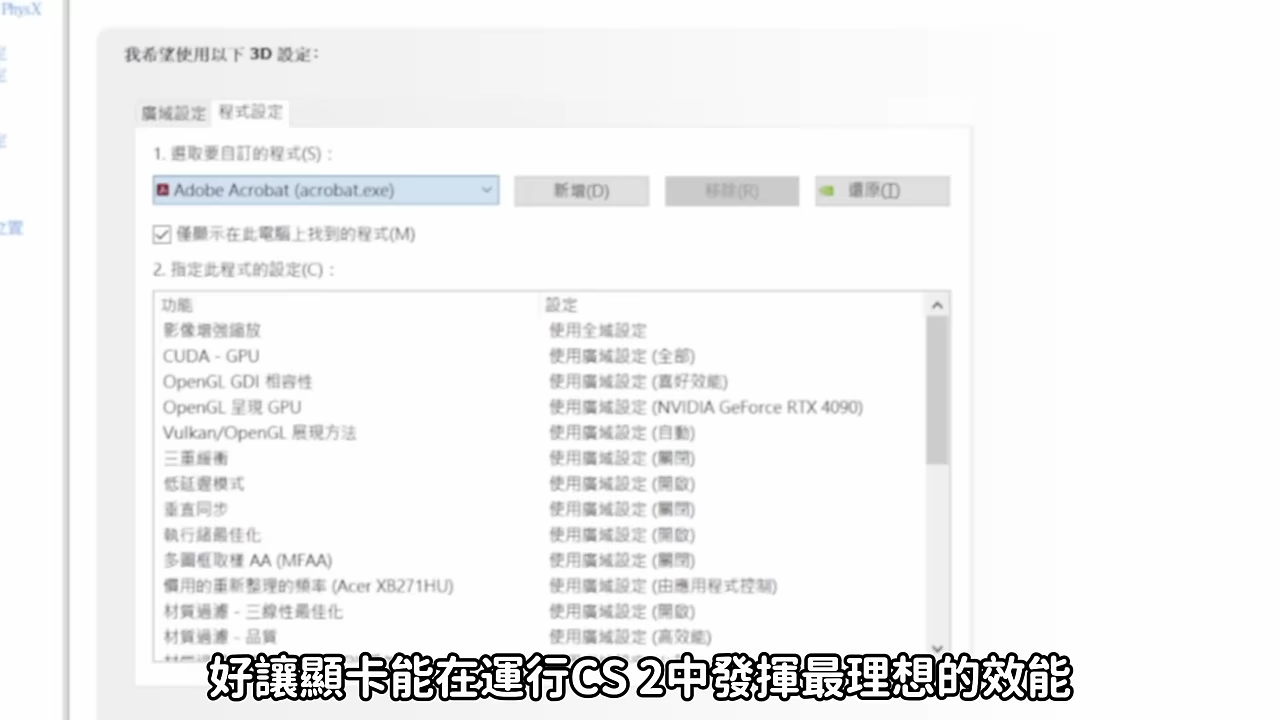 PhysX
定
定
定
位置
我希望使用以下 3D 設定:
廣域設定 程式設定
1. 選取要自訂的程式(S) :
Adobe Acrobat (acrobat.exe) 新增(D) 移除(R) 還原(T)
僅顯示在此電腦上找到的程式(M)
2. 指定此程式的設定(C) :
功能 設定
影像增強縮放 使用全域設定
CUDA - GPU 使用廣域設定 (全部)
OpenGL GDI 相容性 使用廣域設定 (喜好效能)
OpenGL 呈現 GPU 使用廣域設定 (NVIDIA GeForce RTX 4090)
Vulkan/OpenGL 展現方法 使用廣域設定 (自動)
三重緩衝 使用廣域設定 (關閉)
低延遲模式 使用廣域設定 (開啟)
垂直同步 使用廣域設定 (關閉)
執行緒最佳化 使用廣域設定 (開啟)
多圖框取樣 AA (MFAA) 使用廣域設定 (關閉)
慣用的重新整理的頻率 (Acer XB271HU) 使用廣域設定 (由應用程式控制)
材質過濾 - 三線性最佳化 使用廣域設定 (開啟)
材質過濾 - 品質 使用廣域設定 (高效能)
好讓顯卡能在運行CS 2中發揮最理想的效能